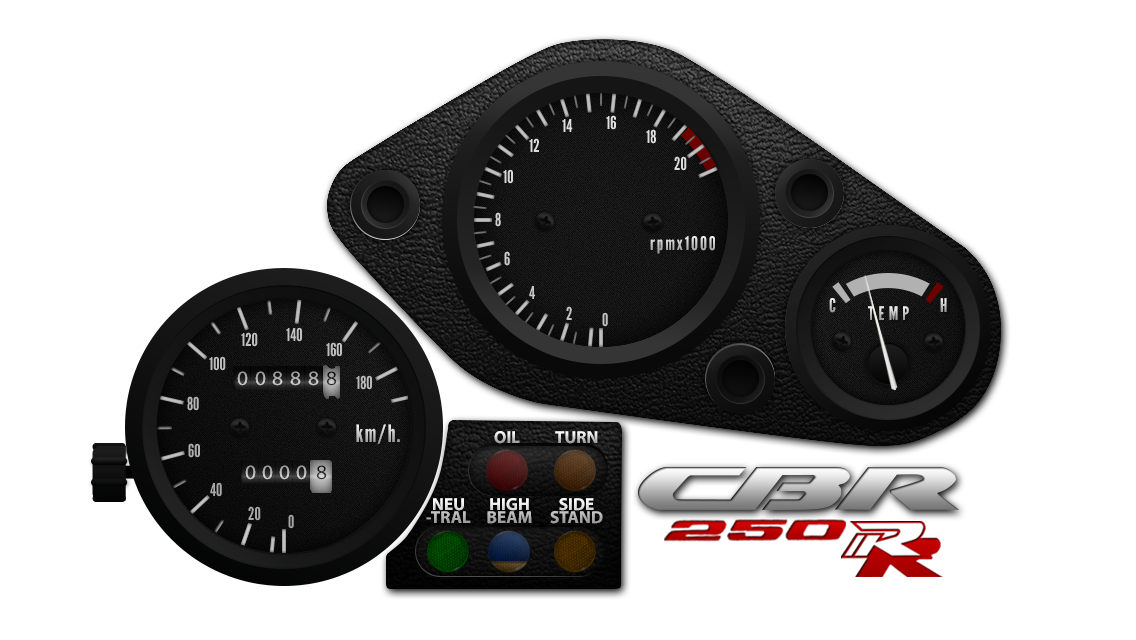 14
16
12
18
10
20
8
rpmx1000
6
4
2
0
C
TEMP
H
120
140
100
160
180
008888
80
km/h.
60
00008
40
20
0
OIL
TURN
NEU
-TRAL
HIGH
BEAM
SIDE
STAND
CBR
250RR